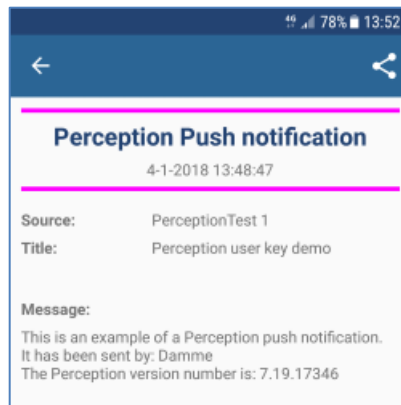 4G 78% 13:52
Perception Push notification
4-1-2018 13:48:47
Source: PerceptionTest 1
Title: Perception user key demo
Message:
This is an example of a Perception push notification.
It has been sent by: Damme
The Perception version number is: 7.19.17346